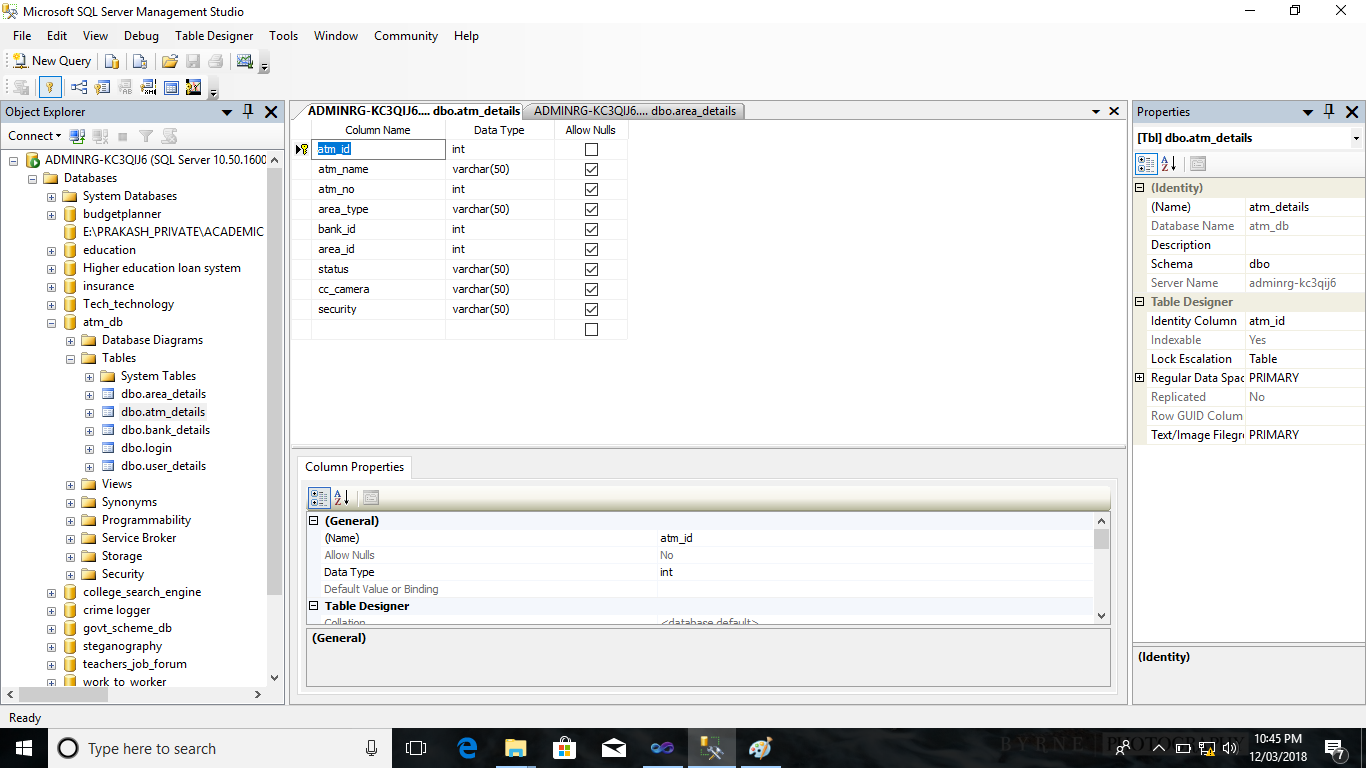 Microsoft SQL Server Management Studio
File Edit View Debug Table Designer Tools Window Community Help
New Query
Object Explorer
Connect
ADMINRG-KC3QIJ6 (SQL Server 10.50.1600
Databases
System Databases
budgetplanner
E:\PRAKASH_PRIVATE\ACADEMIC
education
Higher education loan system
insurance
Tech_technology
atm_db
Database Diagrams
Tables
System Tables
dbo.area_details
dbo.atm_details
dbo.bank_details
dbo.login
dbo.user_details
Views
Synonyms
Programmability
Service Broker
Storage
Security
college_search_engine
crime logger
govt_scheme_db
steganography
teachers_job_forum
work_to_worker
ADMINRG-KC3QIJ6.... dbo.atm_details ADMINRG-KC3QIJ6.... dbo.area_details
Column Name Data Type Allow Nulls
atm_id int
atm_name varchar(50)
atm_no int
area_type varchar(50)
bank_id int
area_id int
status varchar(50)
cc_camera varchar(50)
security varchar(50)
Column Properties
(General)
(Name) atm_id
Allow Nulls No
Data Type int
Default Value or Binding
Table Designer
Collation <database default>
(General)
Properties
[Tbl] dbo.atm_details
(Identity)
(Name) atm_details
Database Name atm_db
Description
Schema dbo
Server Name adminrg-kc3qij6
Table Designer
Identity Column atm_id
Indexable Yes
Lock Escalation Table
Regular Data Spac PRIMARY
Replicated No
Row GUID Colum
Text/Image Filegr PRIMARY
(Identity)
Ready
Type here to search
BYRNE PHOTOGRAPHY
10:45 PM
12/03/2018
7